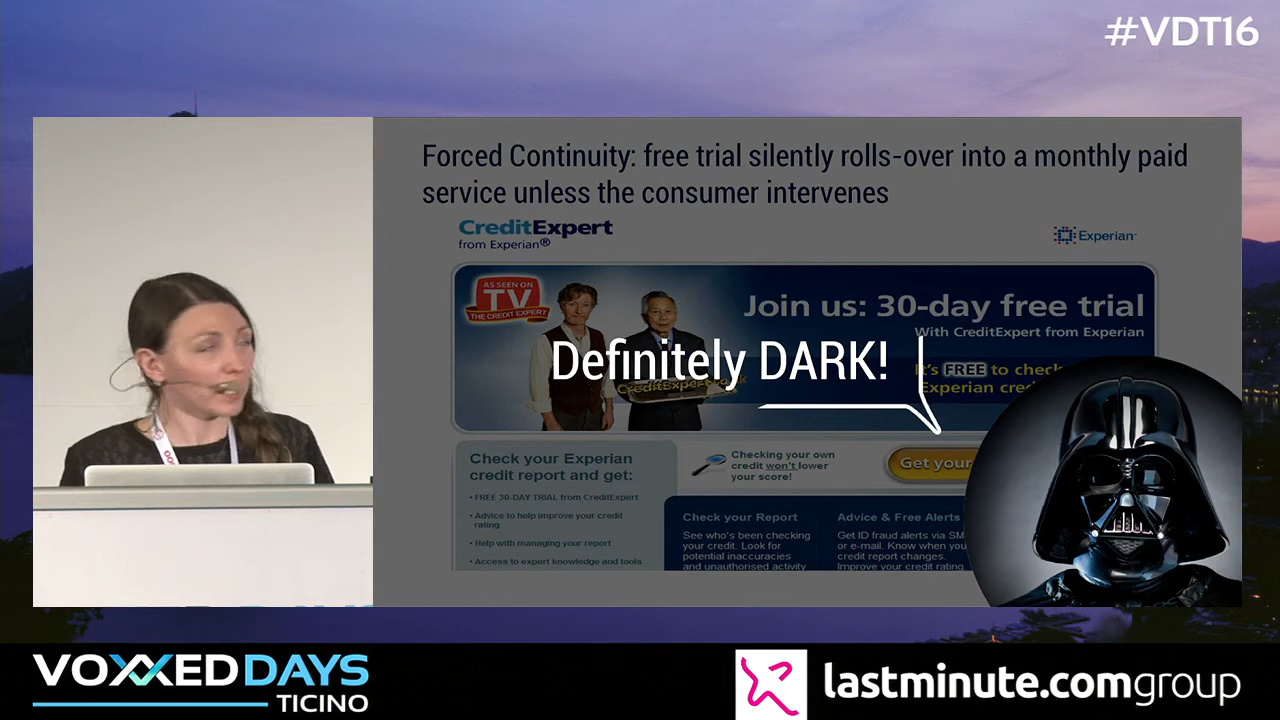 #VDT16
Forced Continuity: free trial silently rolls-over into a monthly paid
service unless the consumer intervenes
CreditExpert
from Experian®
Experian
AS SEEN ON
TV
THE CREDIT EXPERT
Join us: 30-day free trial
With CreditExpert from Experian
Definitely DARK!
It's FREE to check
Experian
Check your Experian
credit report and get:
• FREE 30-DAY TRIAL from CreditExpert
• Advice to help improve your credit
rating
• Help with managing your report
• Access to expert knowledge and tools
Checking your own
credit won't lower
your score!
Get your
Check your Report
See who's been checking
your credit. Look for
potential inaccuracies
and unauthorised activity
Advice & Free Alerts
Get ID fraud alerts via SM
or e-mail. Know when you
credit report changes.
Improve your credit rating
VOXXED DAYS
TICINO
lastminute.comgroup